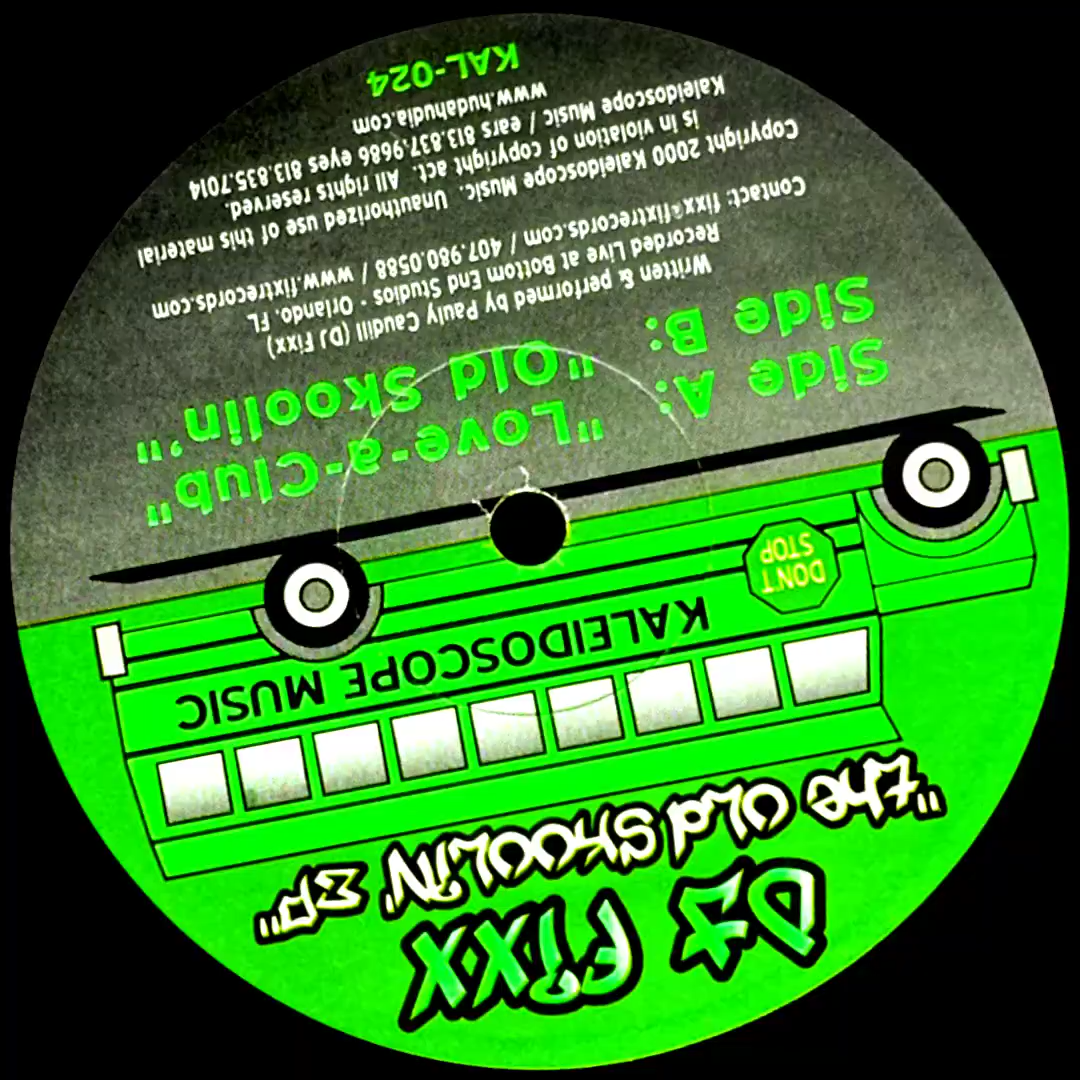 DJ FIXX
"the OLd SKOOLiN' EP"
KALEIDOSCOPE MUSIC
DON'T
STOP
Side A: "Love-a-Club"
Side B: "Old Skoolin'"
Written & performed by Pauly Caudill (DJ Fixx)
Recorded Live at Bottom End Studios - Orlando, FL
Contact: fixx@fixtrecords.com / 407.980.0588 / www.fixtrecords.com
Copyright 2000 Kaleidoscope Music. Unauthorized use of this material
is in violation of copyright act. All rights reserved.
Kaleidoscope Music / ears 813.837.9686 eyes 813.835.7014
www.hudahudia.com
KAL-024